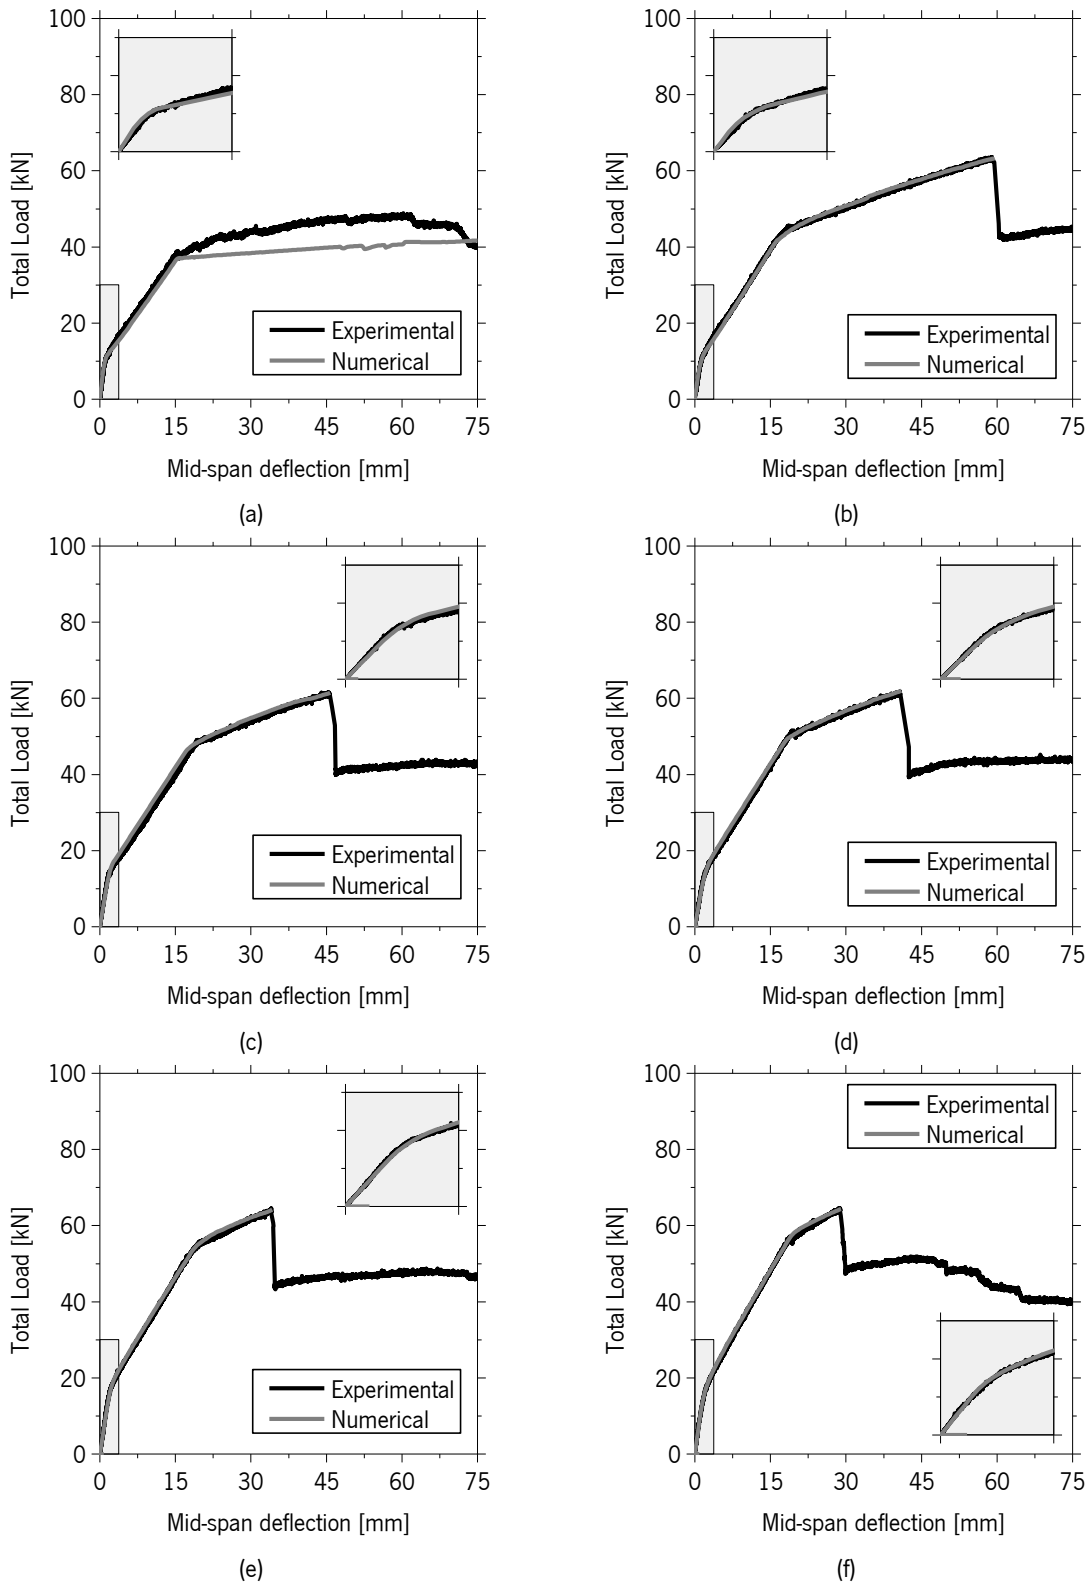 100
80
60
40
20
0
Total Load [kN]
Experimental
Numerical
0 15 30 45 60 75
Mid-span deflection [mm]
(a)
100
80
60
40
20
0
Total Load [kN]
Experimental
Numerical
0 15 30 45 60 75
Mid-span deflection [mm]
(b)
100
80
60
40
20
0
Total Load [kN]
Experimental
Numerical
0 15 30 45 60 75
Mid-span deflection [mm]
(c)
100
80
60
40
20
0
Total Load [kN]
Experimental
Numerical
0 15 30 45 60 75
Mid-span deflection [mm]
(d)
100
80
60
40
20
0
Total Load [kN]
Experimental
Numerical
0 15 30 45 60 75
Mid-span deflection [mm]
(e)
100
80
60
40
20
0
Total Load [kN]
Experimental
Numerical
0 15 30 45 60 75
Mid-span deflection [mm]
(f)